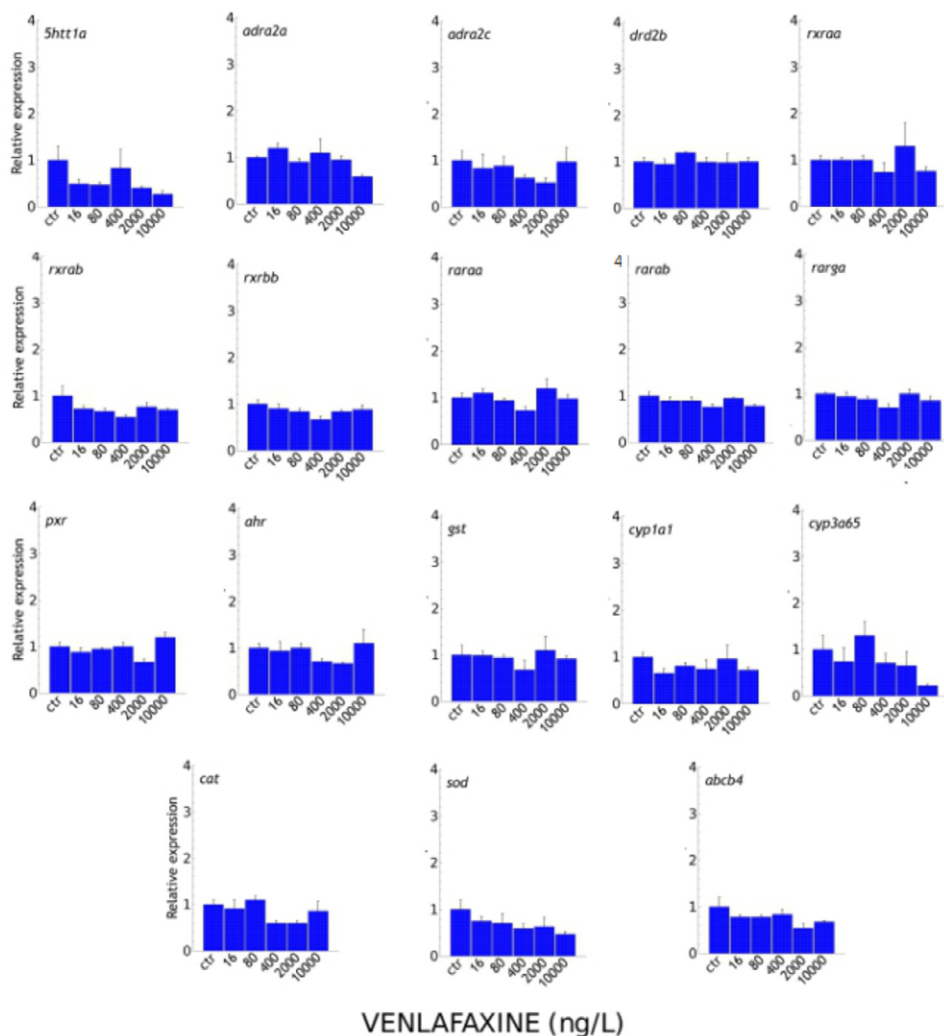 5htt1a
adra2a
adra2c
drd2b
rxraa
Relative expression
4 3 2 1 0
4 3 2 1 0
4 3 2 1 0
4 3 2 1 0
4 3 2 1 0
ctr 16 80 400 2000 10000
ctr 16 80 400 2000 10000
ctr 16 80 400 2000 10000
ctr 16 80 400 2000 10000
ctr 16 80 400 2000 10000
rxrab
rxrbb
raraa
rarab
rarga
Relative expression
4 3 2 1 0
4 3 2 1 0
4 3 2 1 0
4 3 2 1 0
4 3 2 1 0
ctr 16 80 400 2000 10000
ctr 16 80 400 2000 10000
ctr 16 80 400 2000 10000
ctr 16 80 400 2000 10000
ctr 16 80 400 2000 10000
pxr
ahr
gst
cyp1a1
cyp3a65
Relative expression
4 3 2 1 0
4 3 2 1 0
4 3 2 1 0
4 3 2 1 0
4 3 2 1 0
ctr 16 80 400 2000 10000
ctr 16 80 400 2000 10000
ctr 16 80 400 2000 10000
ctr 16 80 400 2000 10000
ctr 16 80 400 2000 10000
cat
sod
abcb4
Relative expression
4 3 2 1 0
4 3 2 1 0
4 3 2 1 0
ctr 16 80 400 2000 10000
ctr 16 80 400 2000 10000
ctr 16 80 400 2000 10000
VENLAFAXINE (ng/L)